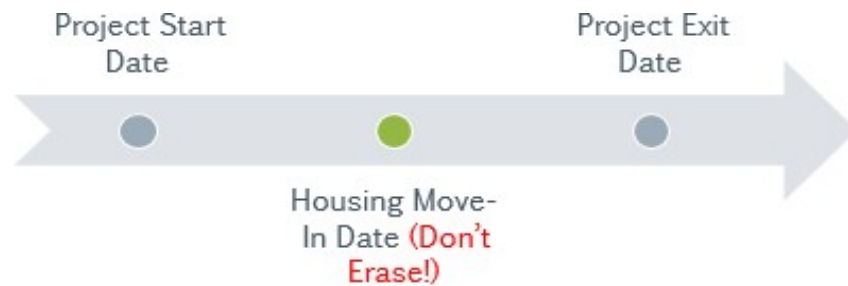 Project Start
Date
Project Exit
Date
Housing Move-
In Date (Don't
Erase!)